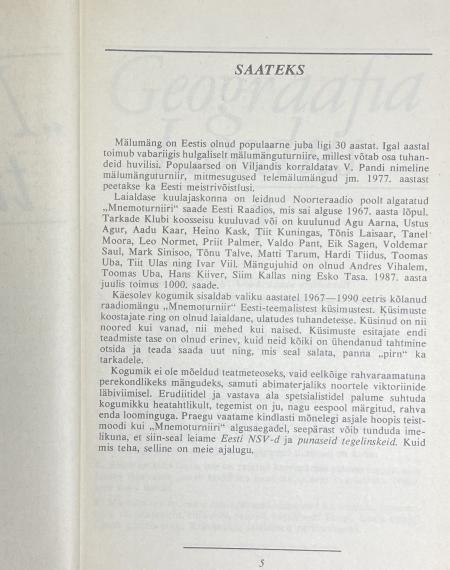 SAATEKS
Mälumäng on Eestis populaarne juba ligi 30 aastat. Igal aastal
toimub vabariigis hulgaliselt mälumänguturniire, millest võtab osa tuhan-
deid huvilisi. Populaarsed on Viljandis korraldatav V. Pandi nimeline
mälumänguturniir, mitmesugused telemälumängud jm. 1977. aastast
peetakse ka Eesti meistrivõistlusi.
Laialdase kuulajaskonna on leidnud Noorteraadio poolt algatatud
„Mnemoturniiri" saade Eesti Raadios, mis sai alguse 1967. aasta lõpul.
Tarkade Klubi koosseisu kuuluvad või on kuulunud Agu Aarna, Ustus
Agur, Aadu Kaar, Heino Kask, Tiit Kuningas, Tõnis Laisaar, Tanel
Moora, Leo Normet, Priit Palmer, Valdo Pant, Eik Sagen, Voldemar
Saul, Mark Sinisoo, Tõnu Talve, Matti Tarum, Hardi Tiidus, Toomas
Uba, Tiit Ulas ning Ivar Vill. Mängujuhid on olnud Andres Vihalem,
Toomas Uba, Hans Kiiver, Siim Kallas ning Esko Tasa. 1987. aasta
juulis toimus 1000. saade.
Käesolev kogumik sisaldab valiku aastatel 1967—1990 eetris kõlanud
raadiomängu „Mnemoturniir" Eesti-teemalistest küsimustest. Küsimuste
koostajate ring on olnud laialdane, ulatudes tuhandetesse. Küsinud on nii
noored kui vanad, nii mehed kui naised. Küsimuste esitajate endi
teadmiste tase on olnud erinev, kuid neid kõiki on ühendanud tahtmine
otsida ja teada saada uut ning, mis seal salata, panna „pirn" ka
tarkadele.
Kogumik ei ole mõeldud teatmeteoseks, vaid eelkõige rahvaraamatuna
perekondlikeks mängudeks, samuti abimaterjaliks noortele viktoriinide
läbiviimisel. Erudiitidel ja vastava ala spetsialistidel palume suhtuda
kogumikku heatahtlikult, tegemist on ju, nagu eespool märgitud, rahva
enda loominguga. Praegu vaatame kindlasti mõnelegi asjale hoopis teist-
moodi kui „Mnemoturniiri" algusaegadel, seepärast võib tunduda ime-
likuna, et siin-seal leiame Eesti NSV-d ja punaseid tegelinskeid. Kuid
mis teha, selline on meie ajalugu.
5